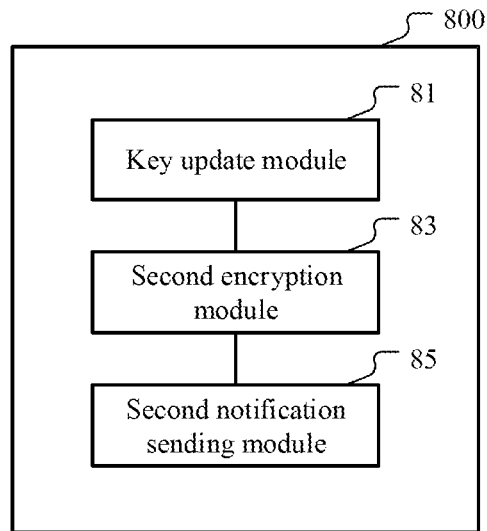 800
81
Key update module
83
Second encryption
module
85
Second notification
sending module